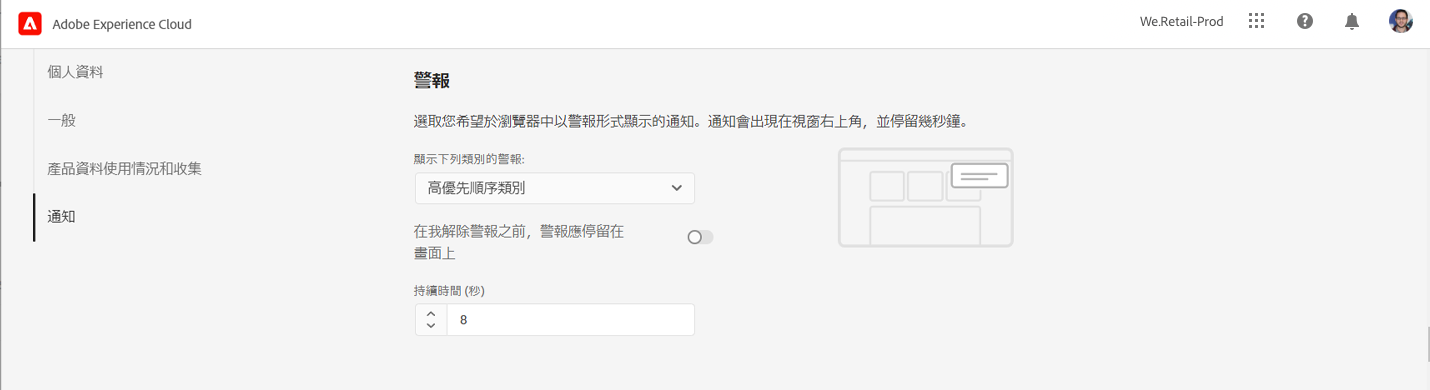 Adobe Experience Cloud
We.Retail-Prod
個人資料
一般
產品資料使用情況和收集
通知
警報
選取您希望於瀏覽器中以警報形式顯示的通知。通知會出現在視窗右上角，並停留幾秒鐘。
顯示下列類別的警報:
高優先順序類別
在我解除警報之前，警報應停留在
畫面上
持續時間 (秒)
8